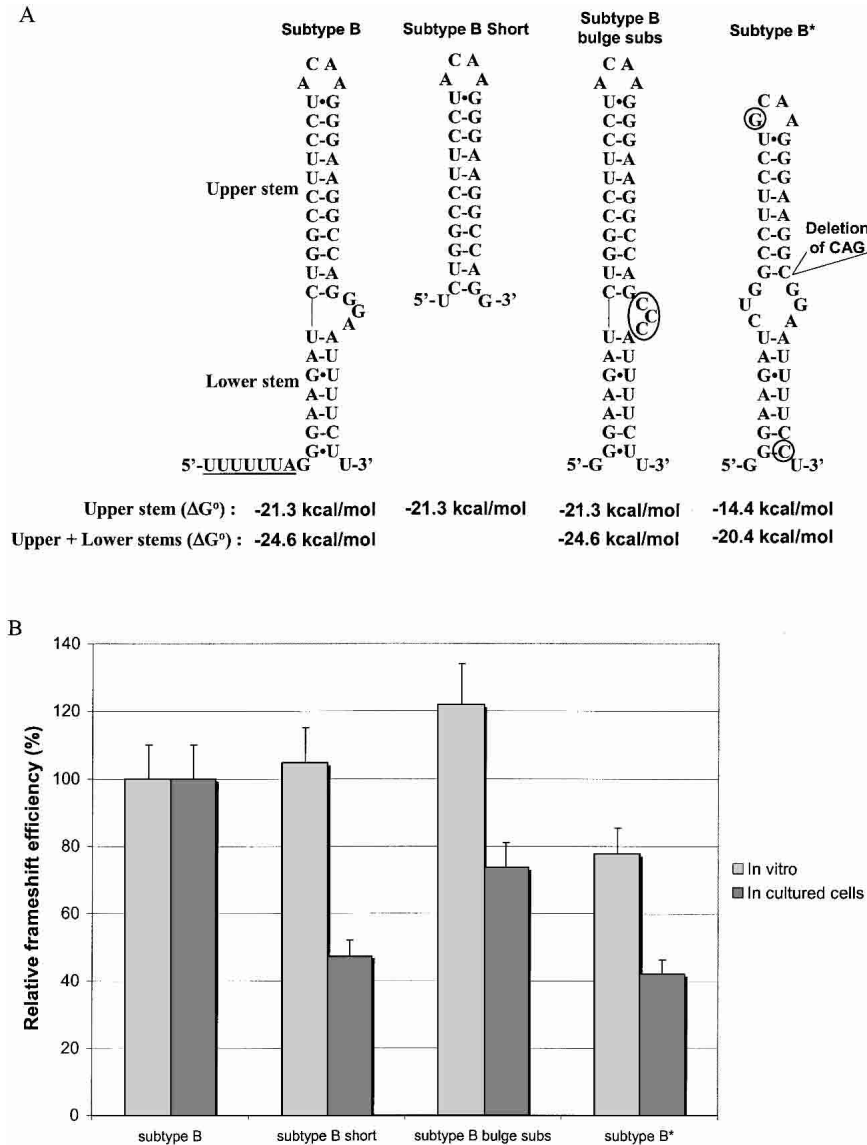 A
Subtype B
C A
A A
U•G
C-G
C-G
U-A
U-A
C-G
C-G
G-C
G-C
U-A
C-G G
G
A
U-A
A-U
G•U
A-U
A-U
G-C
G•U
5'-UUUUUUAG U-3'
Upper stem
Lower stem
Subtype B Short
C A
A A
U•G
C-G
C-G
U-A
U-A
C-G
C-G
G-C
G-C
U-A
C-G
5'-U G-3'
Subtype B
bulge subs
C A
A A
U•G
C-G
C-G
U-A
U-A
C-G
C-G
G-C
G-C
U-A
C-G C
C
C
U-A
A-U
G•U
A-U
A-U
G-C
G•U
5'-G U-3'
Subtype B*
C A
G A
U•G
C-G
C-G
U-A
U-A
C-G
C-G
G-C
G G
U G
C A
U-A
A-U
G•U
A-U
A-U
G-C
G-C
5'-G U-3'
Deletion
of CAG
Upper stem (ΔGº) : -21.3 kcal/mol -21.3 kcal/mol -21.3 kcal/mol -14.4 kcal/mol
Upper + Lower stems (ΔGº) : -24.6 kcal/mol -24.6 kcal/mol -20.4 kcal/mol
B
Relative frameshift efficiency (%)
140
120
100
80
60
40
20
0
subtype B subtype B short subtype B bulge subs subtype B*
In vitro
In cultured cells